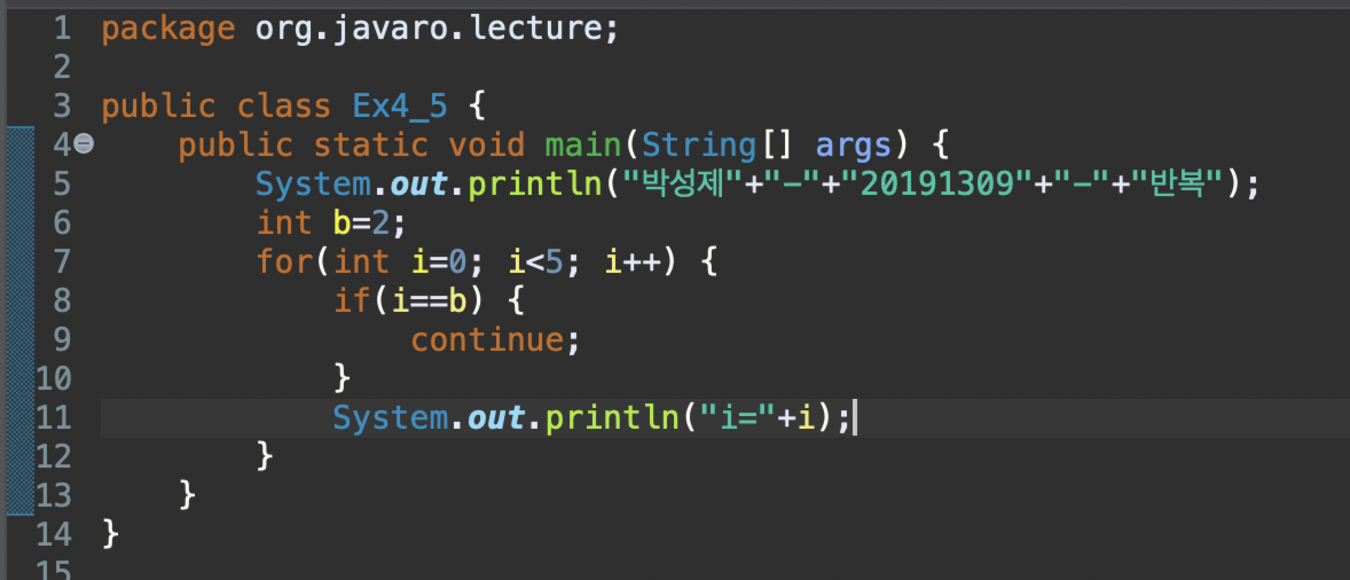 1 package org.javaro.lecture;
2
3 public class Ex4_5 {
4     public static void main(String[] args) {
5         System.out.println("박성제"+"-"+"20191309"+"-"+"반복");
6         int b=2;
7         for(int i=0; i<5; i++) {
8             if(i==b) {
9                 continue;
10             }
11             System.out.println("i="+i);
12         }
13     }
14 }
15